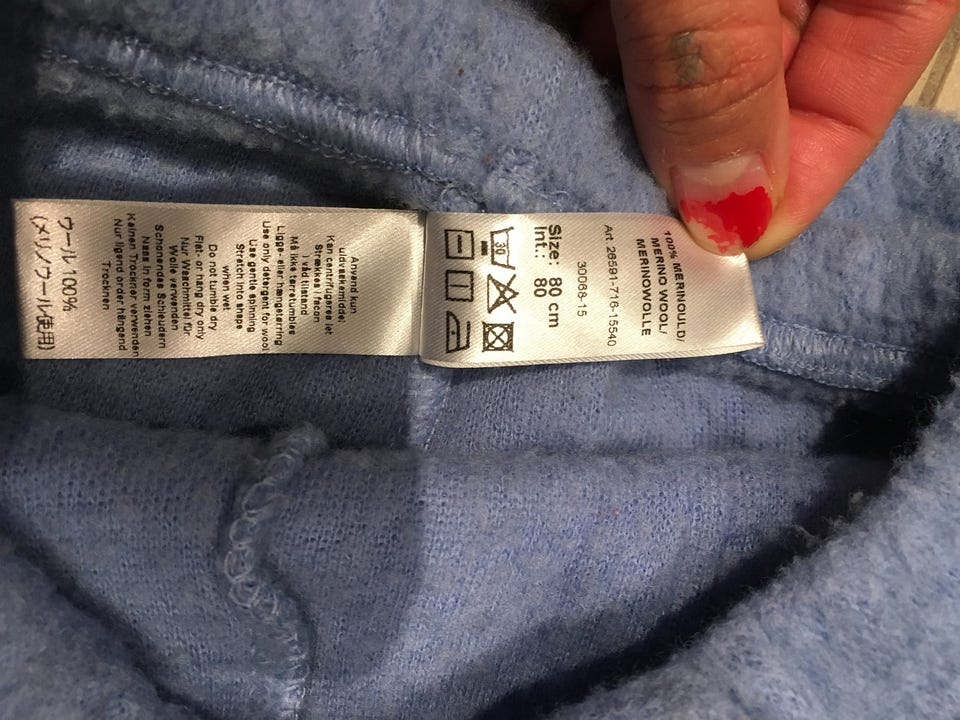 100% MERINOULD/
MERINO WOOL/
MERINOWOLLE
Art. 26591-716-15540
30068-15
Size: 80 cm
Int.: 80
30
Anvend kun
uldvaskemiddel
Kan centrifugeres let
Strækkes i facon
i våd tilstand
Må ikke tørretumbles
Ligge- eller hængetørring
Use only detergent for wool
Use gentle spinning
Stretch into shape
when wet
Do not tumble dry
Flat- or hang dry only
Nur Waschmittel für
Wolle verwenden
Schonendes Schleudern
Nass in form ziehen
Keinen Trockner verwenden
Nur ligend order hängend
Trocknen
ウール 100%
(メリノウール使用)